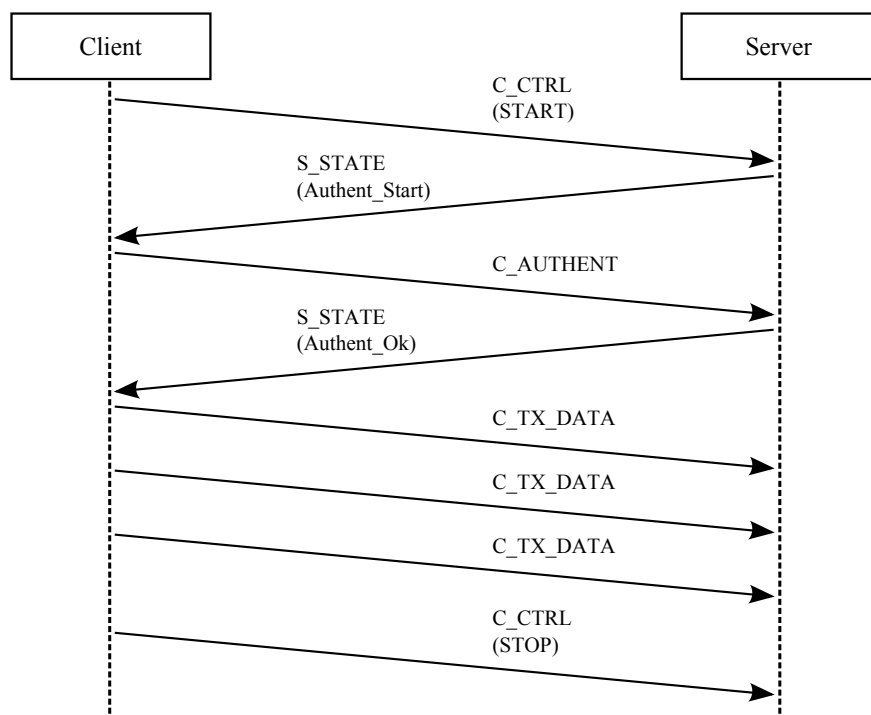 Client
Server
C_CTRL
(START)
S_STATE
(Authent_Start)
C_AUTHENT
S_STATE
(Authent_Ok)
C_TX_DATA
C_TX_DATA
C_TX_DATA
C_CTRL
(STOP)